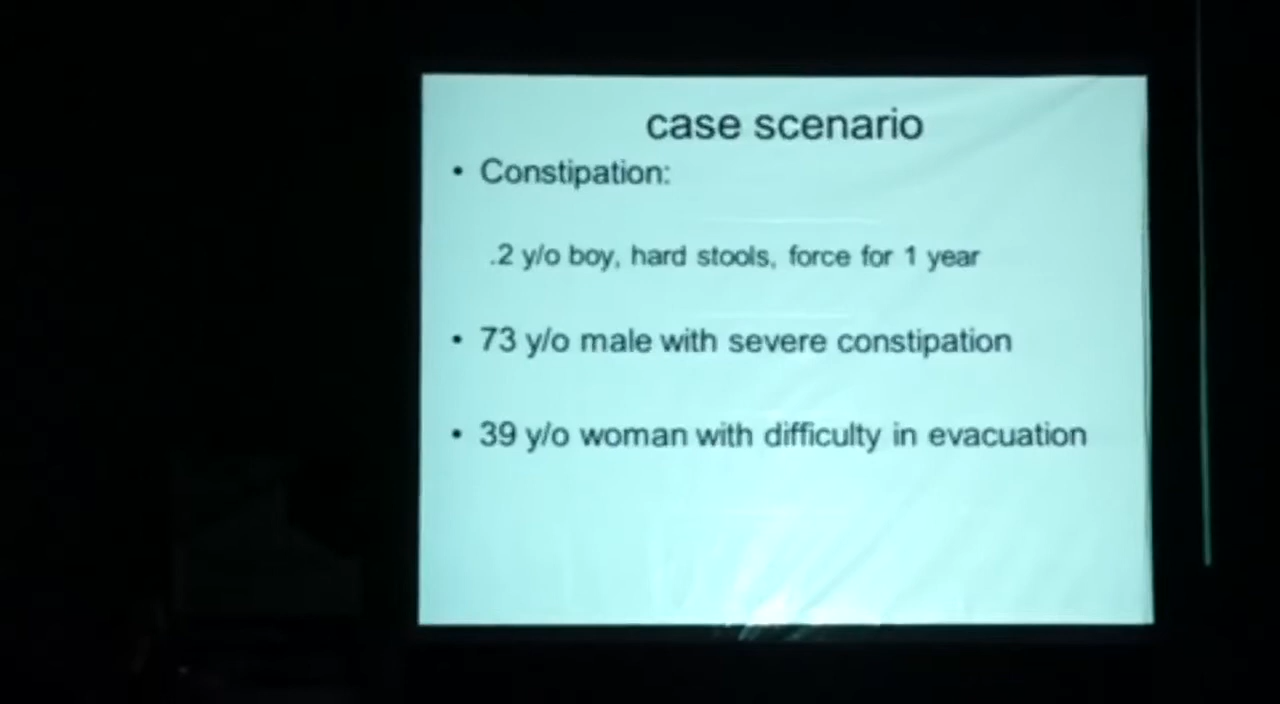 case scenario
• Constipation:
.2 y/o boy, hard stools, force for 1 year
• 73 y/o male with severe constipation
• 39 y/o woman with difficulty in evacuation